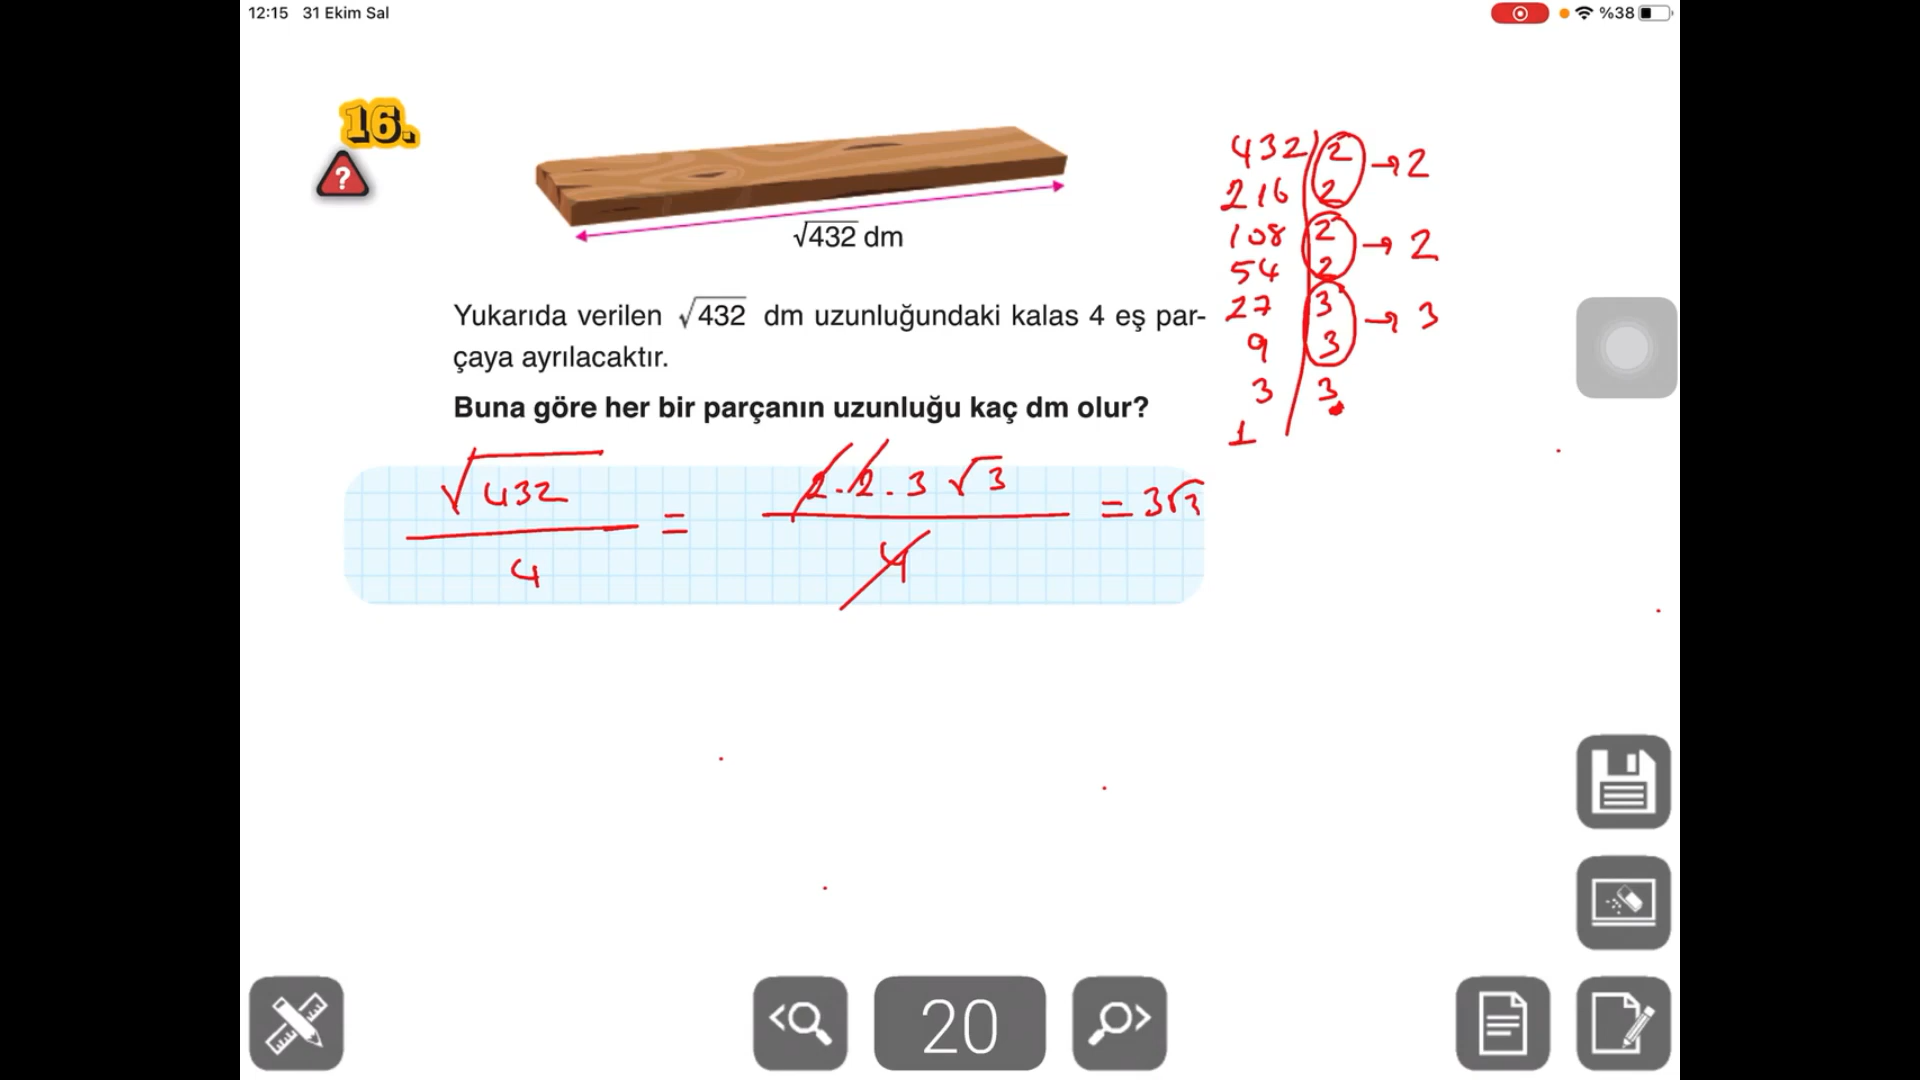 12:15 31 Ekim Sal
%38
16.
?
√432 dm
Yukarıda verilen √432 dm uzunluğundaki kalas 4 eş par-
çaya ayrılacaktır.
Buna göre her bir parçanın uzunluğu kaç dm olur?
√432 / 4 = 2.2.3√3 / 4 = 3√3
432 | 2 → 2
216 | 2
108 | 2 → 2
54 | 2
27 | 3 → 3
9 | 3
3 | 3
1
20